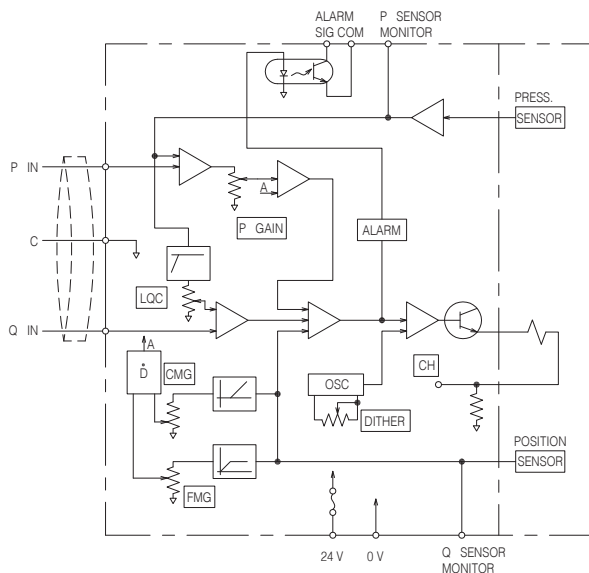 ALARM
SIG COM
P SENSOR
MONITOR
PRESS.
SENSOR
P IN
A
P GAIN
ALARM
C
LQC
Q IN
A
Ḋ
CMG
OSC
CH
DITHER
POSITION
SENSOR
FMG
24 V
0 V
Q SENSOR
MONITOR